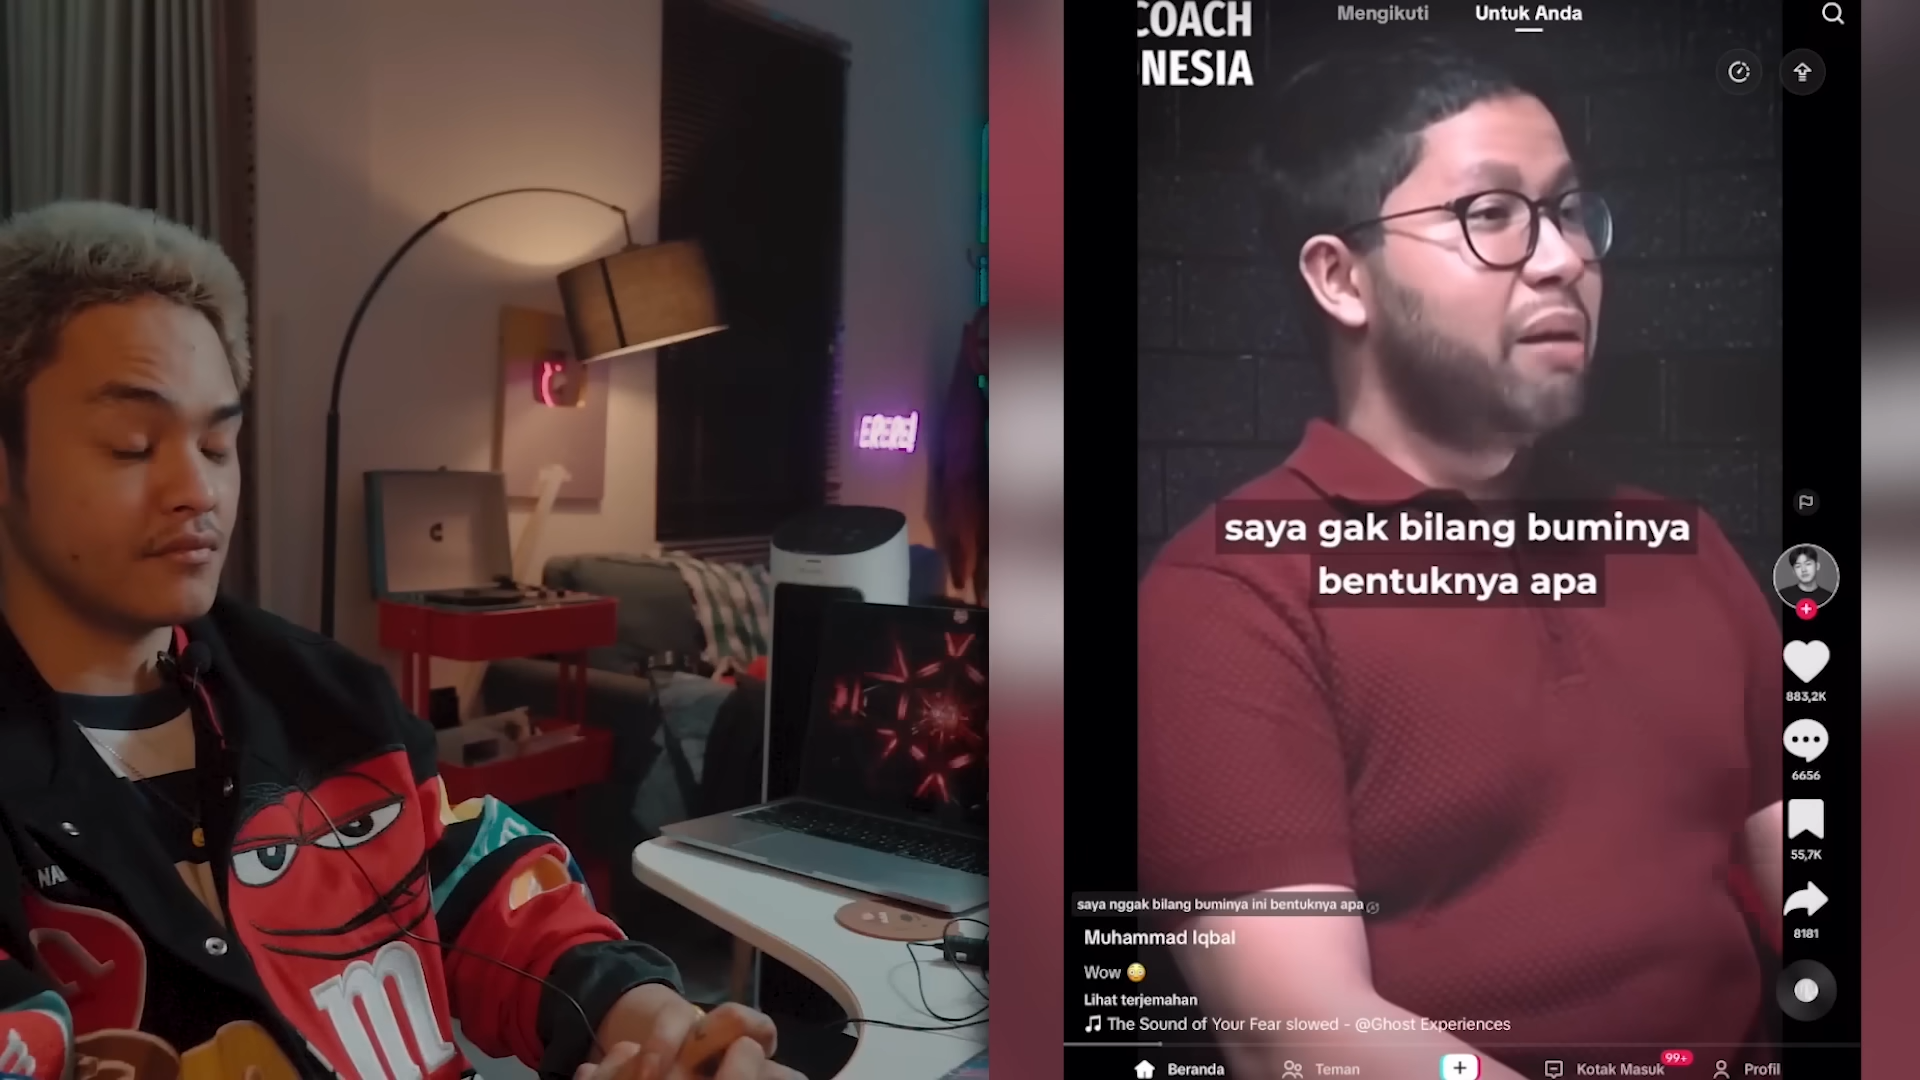 COACH
NESIA
Mengikuti
Untuk Anda
saya gak bilang buminya
bentuknya apa
883,2K
6656
55,7K
8181
saya nggak bilang buminya ini bentuknya apa
Muhammad Iqbal
Wow
Lihat terjemahan
The Sound of Your Fear slowed - @Ghost Experiences
Beranda
Teman
Kotak Masuk
99+
Profil
m